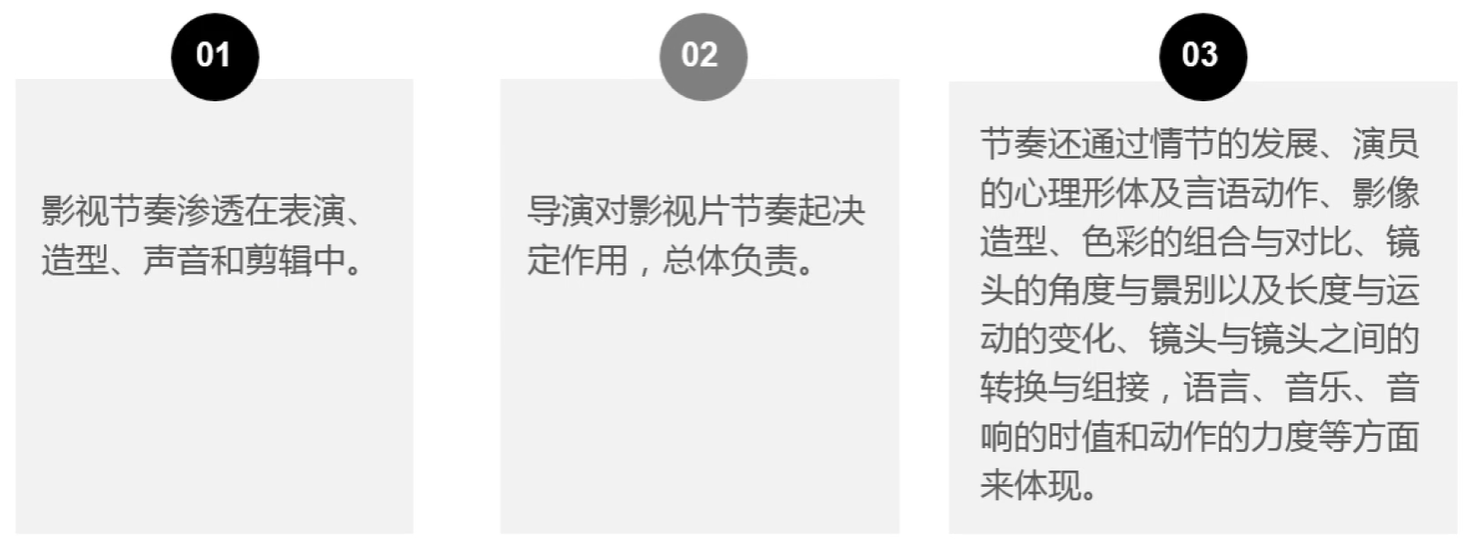 01
影视节奏渗透在表演、
造型、声音和剪辑中。
02
导演对影视片节奏起决
定作用，总体负责。
03
节奏还通过情节的发展、演员
的心理形体及言语动作、影像
造型、色彩的组合与对比、镜
头的角度与景别以及长度与运
动的变化、镜头与镜头之间的
转换与组接，语言、音乐、音
响的时值和动作的力度等方面
来体现。